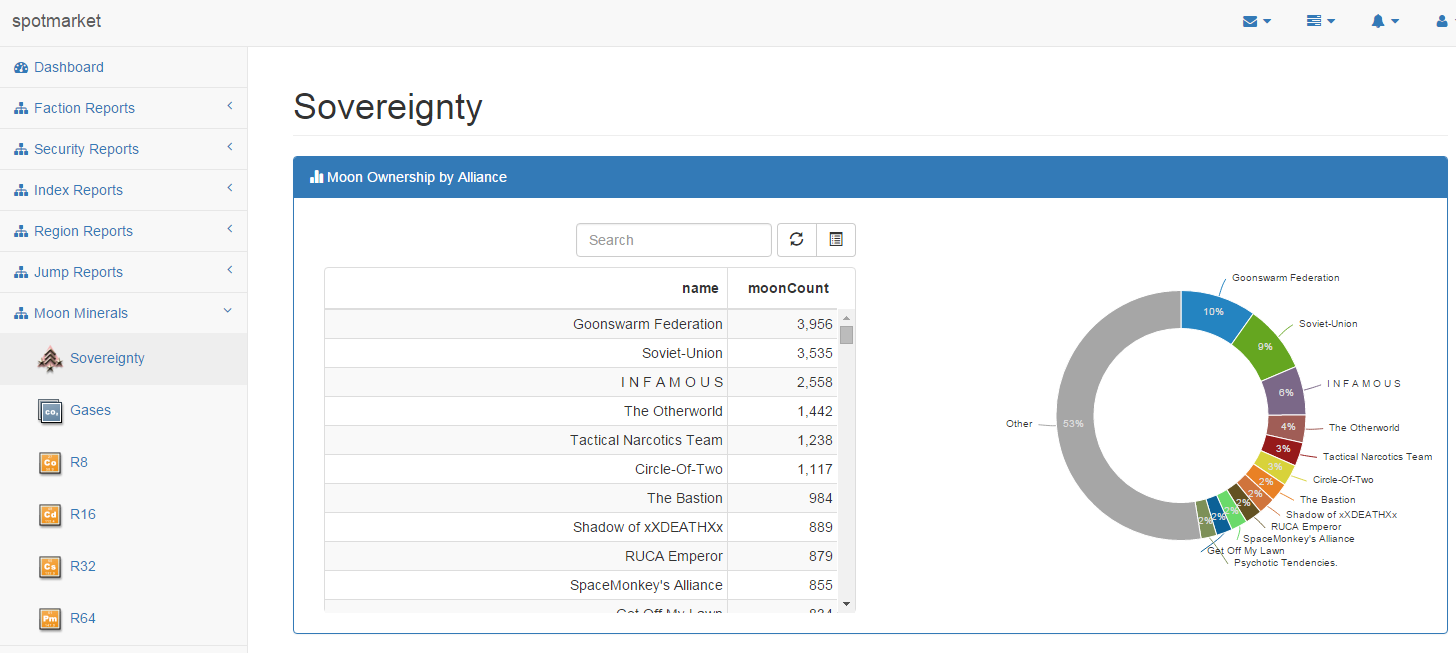 spotmarket
Dashboard
Faction Reports
Security Reports
Index Reports
Region Reports
Jump Reports
Moon Minerals
Sovereignty
Gases
R8
R16
R32
R64
Sovereignty
Moon Ownership by Alliance
Search
name moonCount
Goonswarm Federation 3,956
Soviet-Union 3,535
I N F A M O U S 2,558
The Otherworld 1,442
Tactical Narcotics Team 1,238
Circle-Of-Two 1,117
The Bastion 984
Shadow of xXDEATHXx 889
RUCA Emperor 879
SpaceMonkey's Alliance 855
Get Off My Lawn 834
Goonswarm Federation
10%
Soviet-Union
9%
I N F A M O U S
6%
The Otherworld
4%
Tactical Narcotics Team
3%
Circle-Of-Two
3%
The Bastion
2%
Shadow of xXDEATHXx
2%
RUCA Emperor
2%
SpaceMonkey's Alliance
2%
Get Off My Lawn
2%
Psychotic Tendencies.
2%
Other
53%